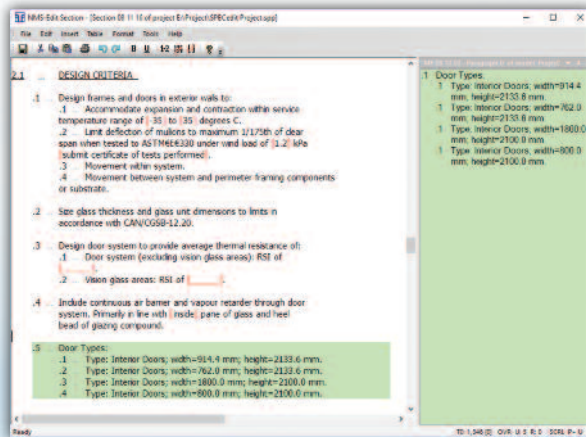 NMS-Edit Section - [Section 08 11 16 of project E:\Project\SPECedit\Project.spp]
File Edit Insert Table Format Tools Help
2.1 DESIGN CRITERIA
.1 Design frames and doors in exterior walls to:
.1 Accommodate expansion and contraction within service
temperature range of [-35] to [35] degrees C.
.2 Limit deflection of mullions to maximum 1/175th of clear
span when tested to ASTM E330 under wind load of [1.2] kPa
[submit certificate of tests performed].
.3 Movement within system.
.4 Movement between system and perimeter framing components
or substrate.
.2 Size glass thickness and glass unit dimensions to limits in
accordance with CAN/CGSB-12.20.
.3 Design door system to provide average thermal resistance of:
.1 Door system (excluding vision glass areas): RSI of
[______].
.2 Vision glass areas: RSI of [______].
.4 Include continuous air barrier and vapour retarder through door
system. Primarily in line with [inside] pane of glass and heel
bead of glazing compound.
.5 Door Types:
.1 Type: Interior Doors; width=914.4 mm; height=2133.6 mm.
.2 Type: Interior Doors; width=762.0 mm; height=2133.6 mm.
.3 Type: Interior Doors; width=1800.0 mm; height=2100.0 mm.
.4 Type: Interior Doors; width=800.0 mm; height=2100.0 mm.
.1 Door Types:
.1 Type: Interior Doors, width=914.4
mm, height=2133.6 mm.
.1 Type: Interior Doors, width=762.0
mm, height=2133.6 mm.
.1 Type: Interior Doors, width=1800.0
mm, height=2100.0 mm.
.1 Type: Interior Doors, width=800.0
mm, height=2100.0 mm.
Ready